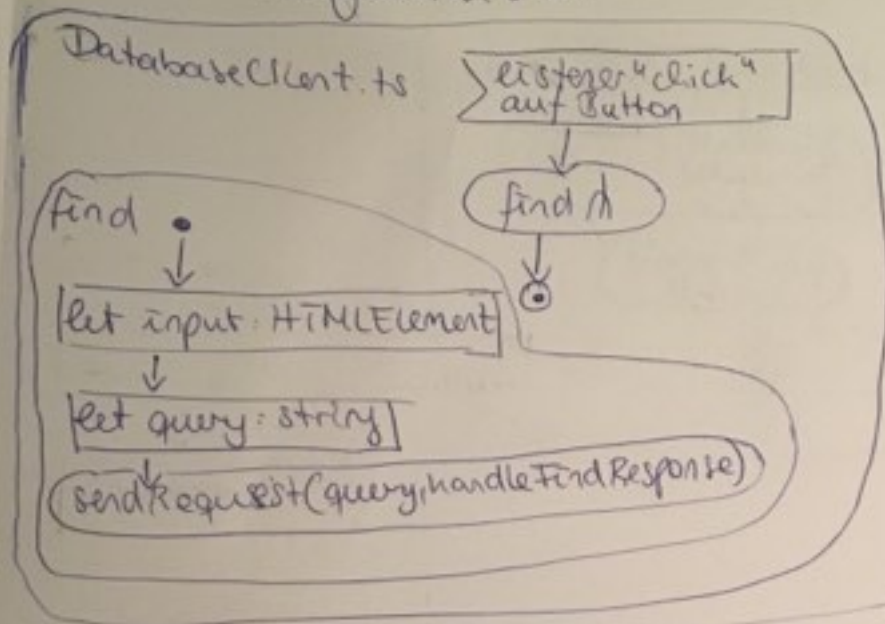 DatabaseClient.ts
listener "click"
auf Button
find
find
let input: HTMLElement
let query: string
sendRequest(query, handleFindResponse)